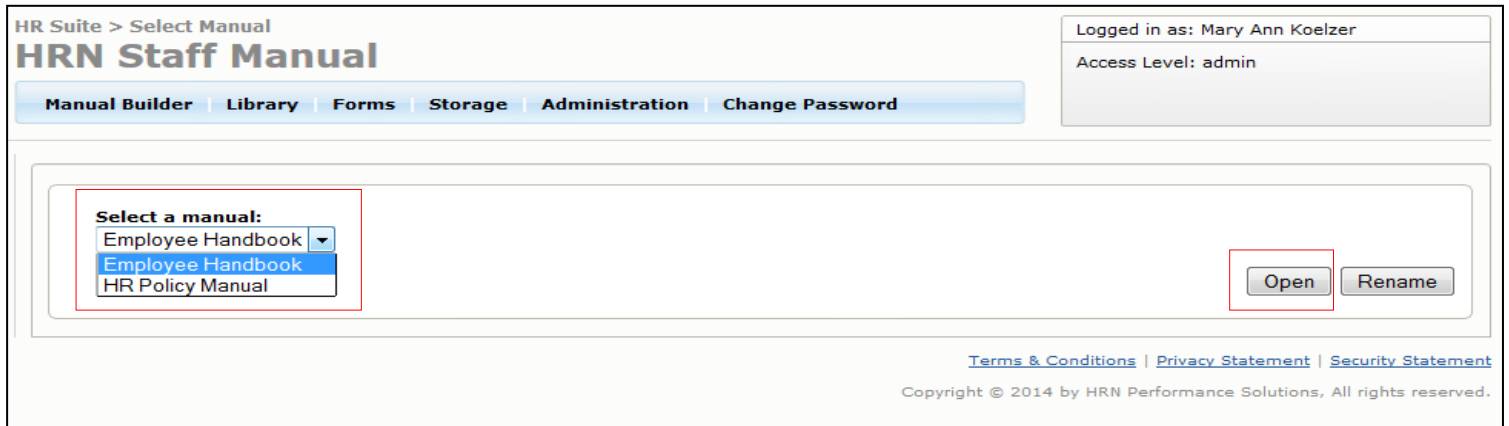 HR Suite > Select Manual
HRN Staff Manual
Logged in as: Mary Ann Koelzer
Access Level: admin
Manual Builder Library Forms Storage Administration Change Password
Select a manual:
Employee Handbook
Employee Handbook
HR Policy Manual
Open Rename
Terms & Conditions | Privacy Statement | Security Statement
Copyright © 2014 by HRN Performance Solutions, All rights reserved.